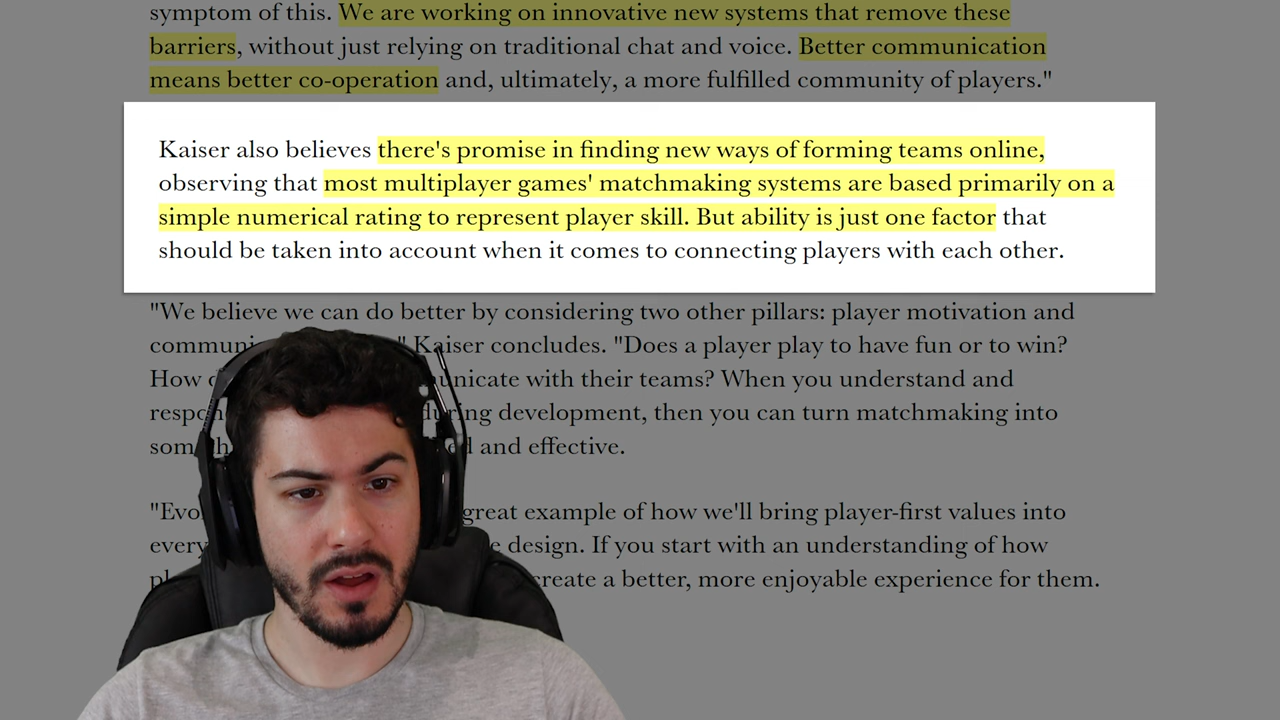 symptom of this. We are working on innovative new systems that remove these
barriers, without just relying on traditional chat and voice. Better communication
means better co-operation and, ultimately, a more fulfilled community of players."
Kaiser also believes there's promise in finding new ways of forming teams online,
observing that most multiplayer games' matchmaking systems are based primarily on a
simple numerical rating to represent player skill. But ability is just one factor that
should be taken into account when it comes to connecting players with each other.
"We believe we can do better by considering two other pillars: player motivation and
" Kaiser concludes. "Does a player play to have fun or to win?
How with their teams? When you understand and
during development, then you can turn matchmaking into
and effective.
great example of how we'll bring player-first values into
design. If you start with an understanding of how
create a better, more enjoyable experience for them.